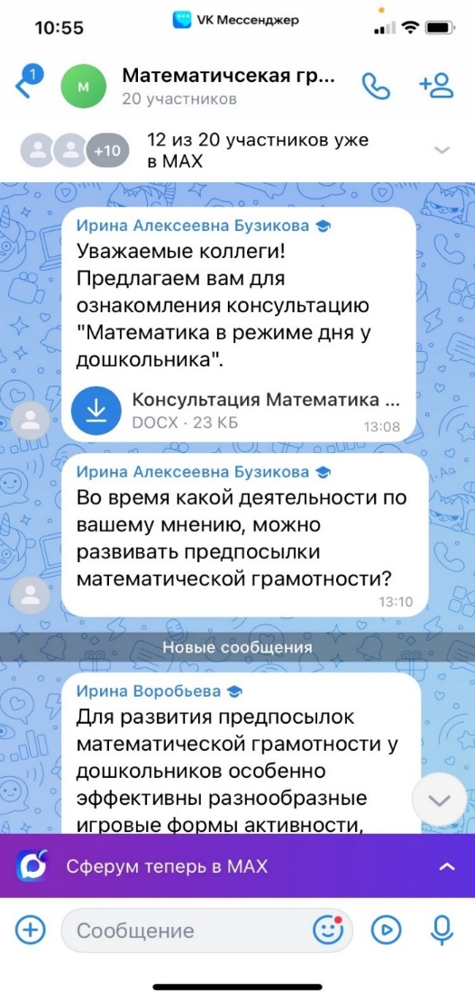 10:55
VK Мессенджер
1
М
Математичсекая гр...
20 участников
+10
12 из 20 участников уже
в MAX
Ирина Алексеевна Бузикова
Уважаемые коллеги!
Предлагаем вам для
ознакомления консультацию
"Математика в режиме дня у
дошкольника".
Консультация Математика ...
DOCX · 23 КБ
13:08
Ирина Алексеевна Бузикова
Во время какой деятельности по
вашему мнению, можно
развивать предпосылки
математической грамотности?
13:10
Новые сообщения
Ирина Воробьева
Для развития предпосылок
математической грамотности у
дошкольников особенно
эффективны разнообразные
игровые формы активности,
Сферум теперь в MAX
Сообщение